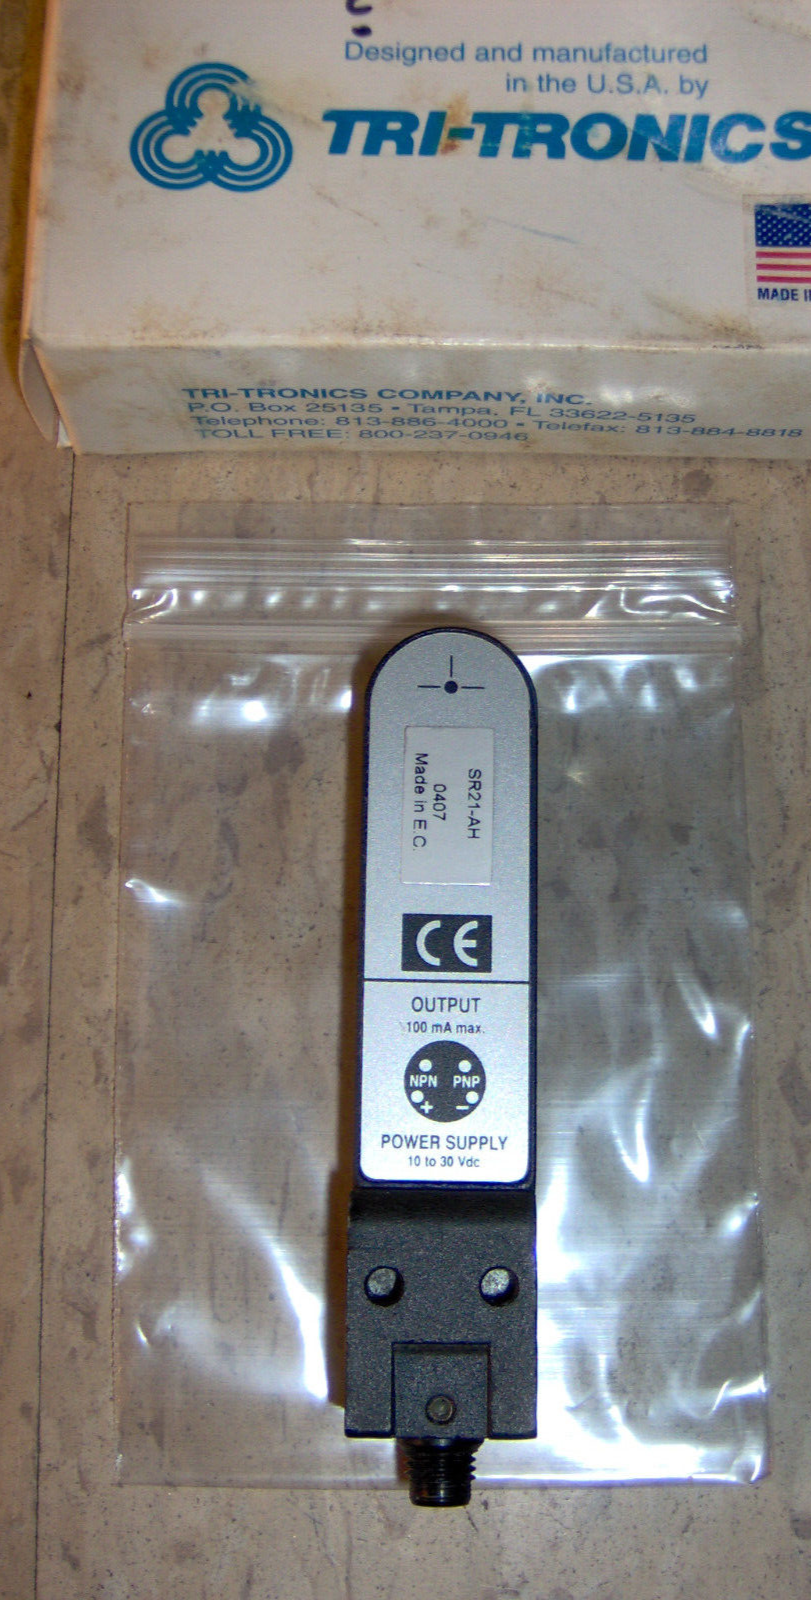 Designed and manufactured
in the U.S.A. by
TRI-TRONICS
MADE
TRI-TRONICS COMPANY, INC.
P.O. Box 25135 • Tampa, FL 33622-5135
Telephone: 813-886-4000 • Telefax: 813-884-8818
TOLL FREE: 800-237-0946
SR21-AH
0407
Made in E.C.
CE
OUTPUT
100 mA max.
NPN PNP
+ -
POWER SUPPLY
10 to 30 Vdc